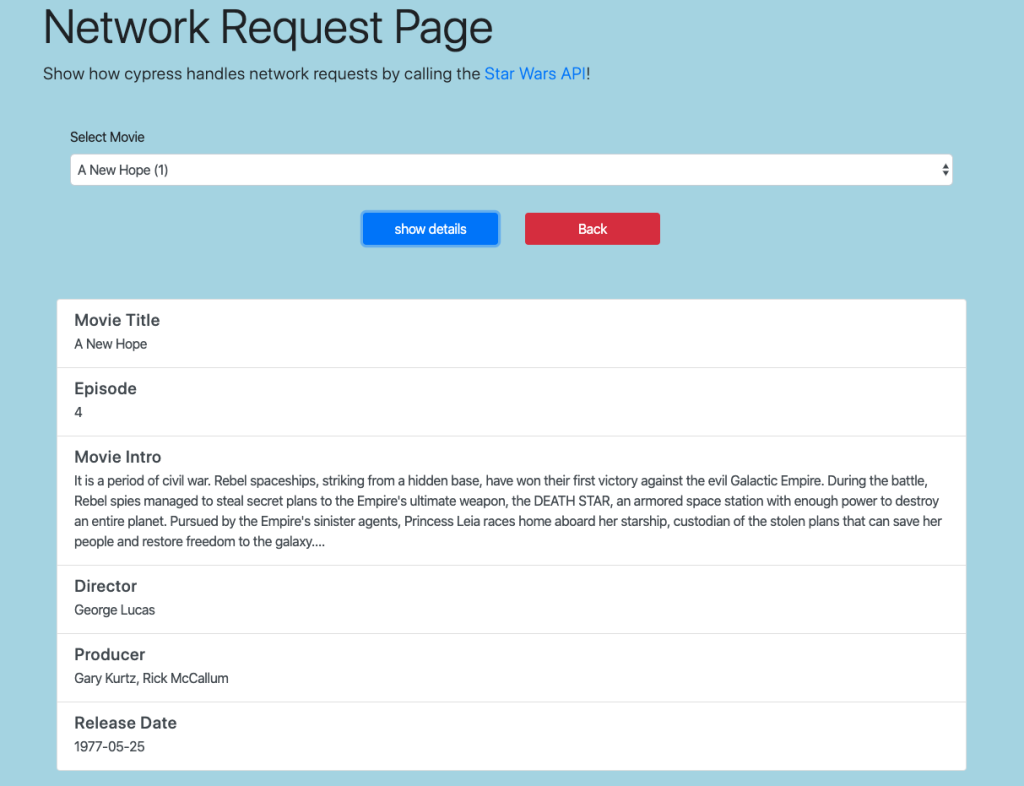 Network Request Page
Show how cypress handles network requests by calling the Star Wars API!
Select Movie
A New Hope (1)
show details
Back
Movie Title
A New Hope
Episode
4
Movie Intro
It is a period of civil war. Rebel spaceships, striking from a hidden base, have won their first victory against the evil Galactic Empire. During the battle,
Rebel spies managed to steal secret plans to the Empire's ultimate weapon, the DEATH STAR, an armored space station with enough power to destroy
an entire planet. Pursued by the Empire's sinister agents, Princess Leia races home aboard her starship, custodian of the stolen plans that can save her
people and restore freedom to the galaxy....
Director
George Lucas
Producer
Gary Kurtz, Rick McCallum
Release Date
1977-05-25